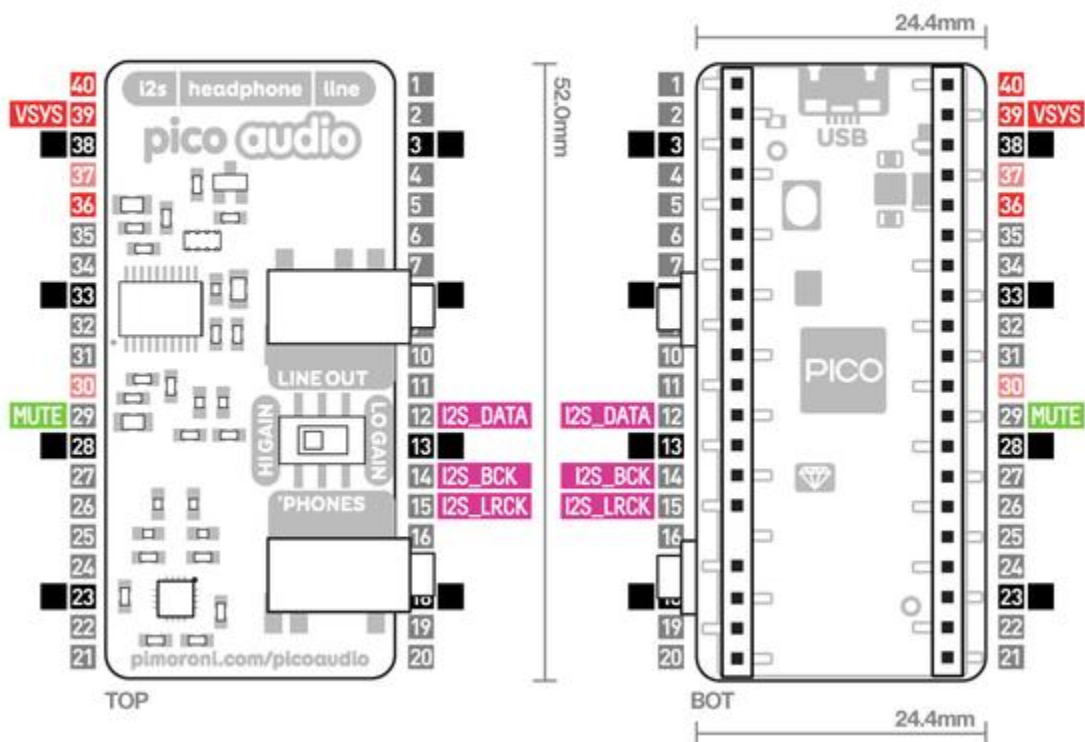 24.4mm
40 i2s headphone line 1
VSYS 39 pico audio 2
38 3
37 4
36 5
35 6
34 7
33
32
31 10
30 LINE OUT 11
MUTE 29 HI GAIN LO GAIN 12 I2S_DATA
28 13
27 14 I2S_BCK
26 'PHONES 15 I2S_LRCK
25 16
24
23
22 19
21 pimoroni.com/picoaudio 20
TOP
52.0mm
1 40
2 USB 39 VSYS
3 38
4 37
5 36
6 35
7 34
33
32
10 31
11 PICO 30
I2S_DATA 12 29 MUTE
13 28
I2S_BCK 14 27
I2S_LRCK 15 26
16 25
24
23
19 22
20 21
BOT
24.4mm